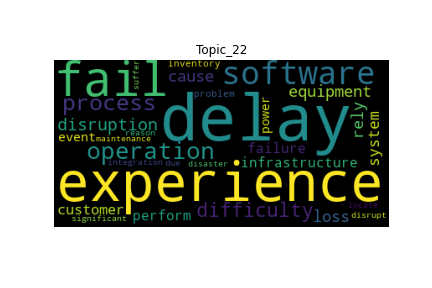 Topic_22
fail
suffer
inventory
cause
software
process
problem
equipment
delay
power
rely
system
disruption
event
maintenance
reason
operation
failure
integration
due
disaster
infrastructure
experience
customer
significant
perform
difficulty
loss
locate
disrupt